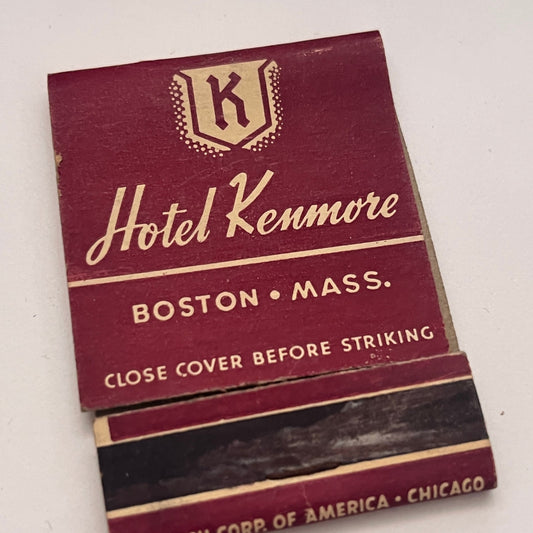 K
Hotel Kenmore
BOSTON • MASS.
CLOSE COVER BEFORE STRIKING
CORP. OF AMERICA • CHICAGO